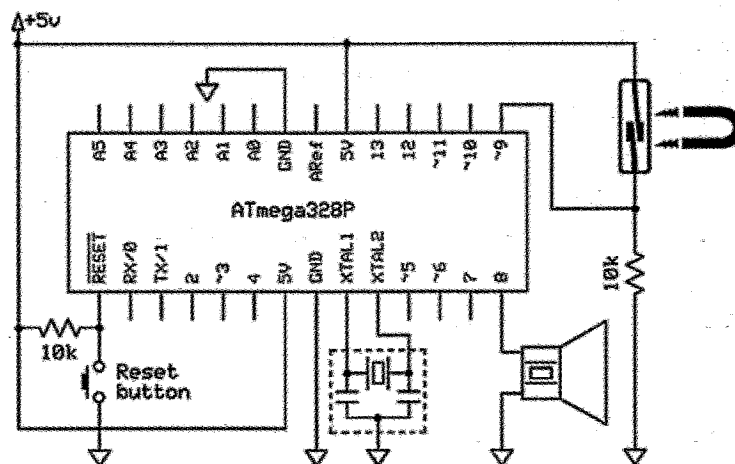 +5v
A5 A4 A3 A2 A1 A0 GND ARef 5V 13 12 ~11 ~10 ~9
ATmega328P
RESET RX/0 TX/1 2 ~3 4 5V GND XTAL1 XTAL2 ~5 ~6 7 8
10k
10k
Reset
button